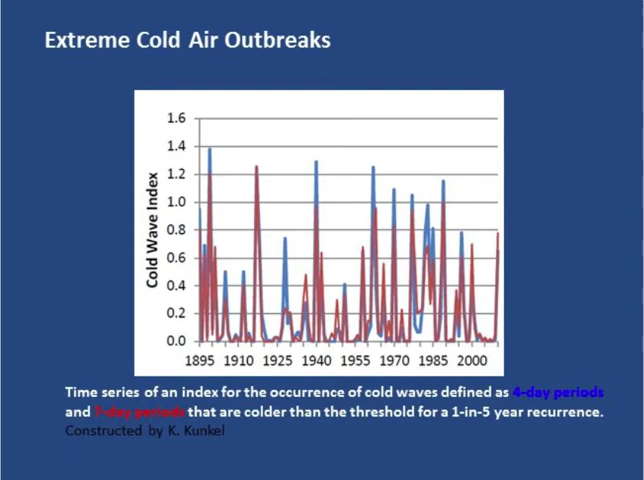 Extreme Cold Air Outbreaks
1.6
1.4
1.2
1.0
0.8
0.6
0.4
0.2
0.0
Cold Wave Index
1895 1910 1925 1940 1955 1970 1985 2000
Time series of an index for the occurrence of cold waves defined as 4-day periods
and 7-day periods that are colder than the threshold for a 1-in-5 year recurrence.
Constructed by K. Kunkel